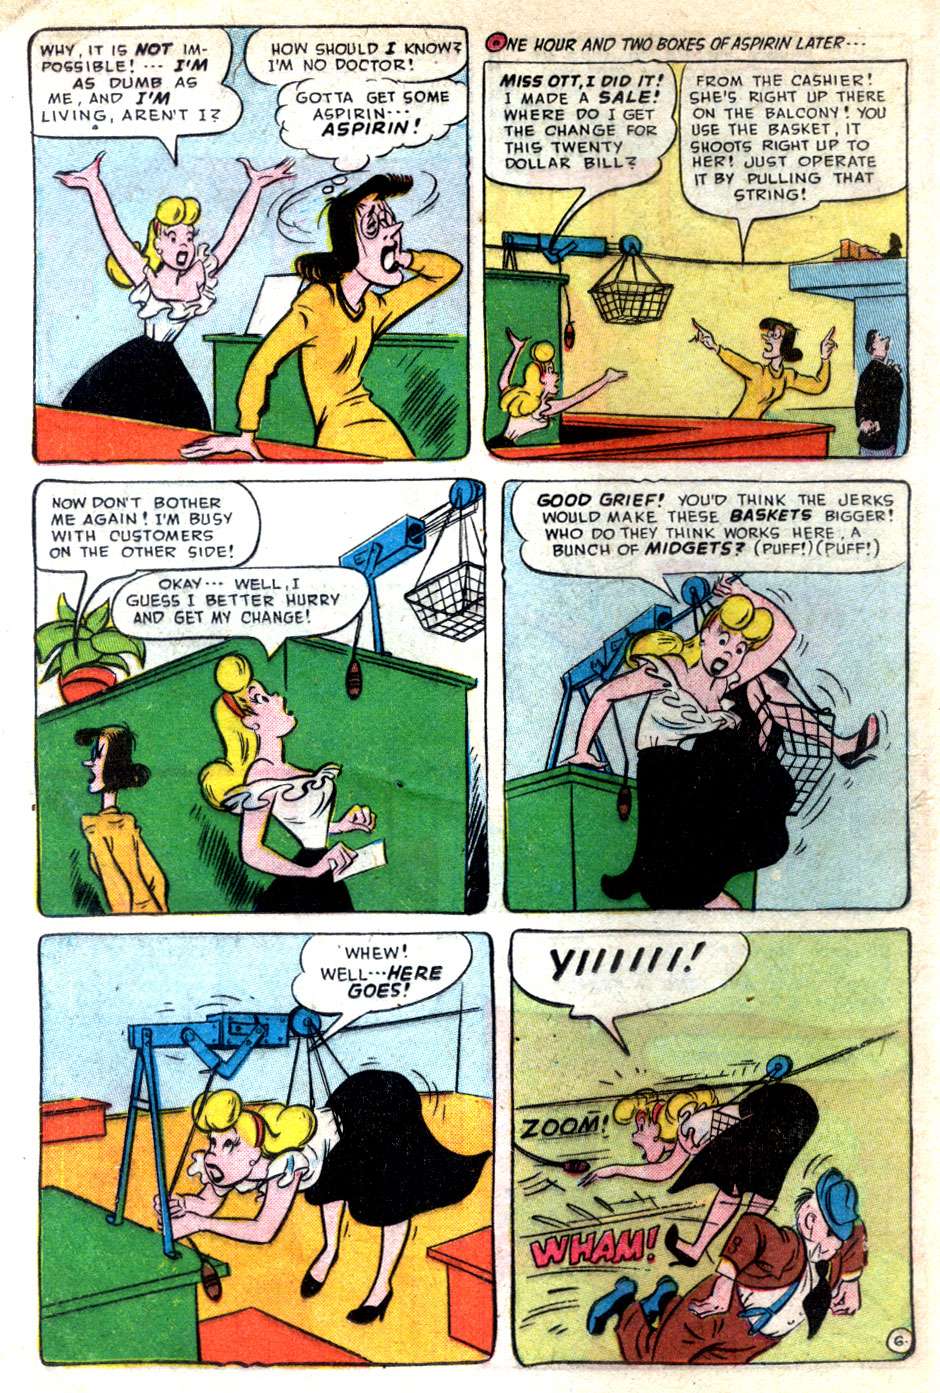 WHY, IT IS NOT IM-
POSSIBLE! --- I'M
AS DUMB AS
ME, AND I'M
LIVING, AREN'T I?
HOW SHOULD I KNOW?
I'M NO DOCTOR!
GOTTA GET SOME
ASPIRIN---
ASPIRIN!
ONE HOUR AND TWO BOXES OF ASPIRIN LATER---
MISS OTT, I DID IT!
I MADE A SALE!
WHERE DO I GET
THE CHANGE FOR
THIS TWENTY
DOLLAR BILL?
FROM THE CASHIER!
SHE'S RIGHT UP THERE
ON THE BALCONY! YOU
USE THE BASKET, IT
SHOOTS RIGHT UP TO
HER! JUST OPERATE
IT BY PULLING THAT
STRING!
NOW DON'T BOTHER
ME AGAIN! I'M BUSY
WITH CUSTOMERS
ON THE OTHER SIDE!
OKAY--- WELL, I
GUESS I BETTER HURRY
AND GET MY CHANGE!
GOOD GRIEF! YOU'D THINK THE JERKS
WOULD MAKE THESE BASKETS BIGGER!
WHO DO THEY THINK WORKS HERE, A
BUNCH OF MIDGETS? (PUFF!)(PUFF!)
WHEW!
WELL---HERE
GOES!
YIIIIIII!
ZOOM!
WHAM!
6